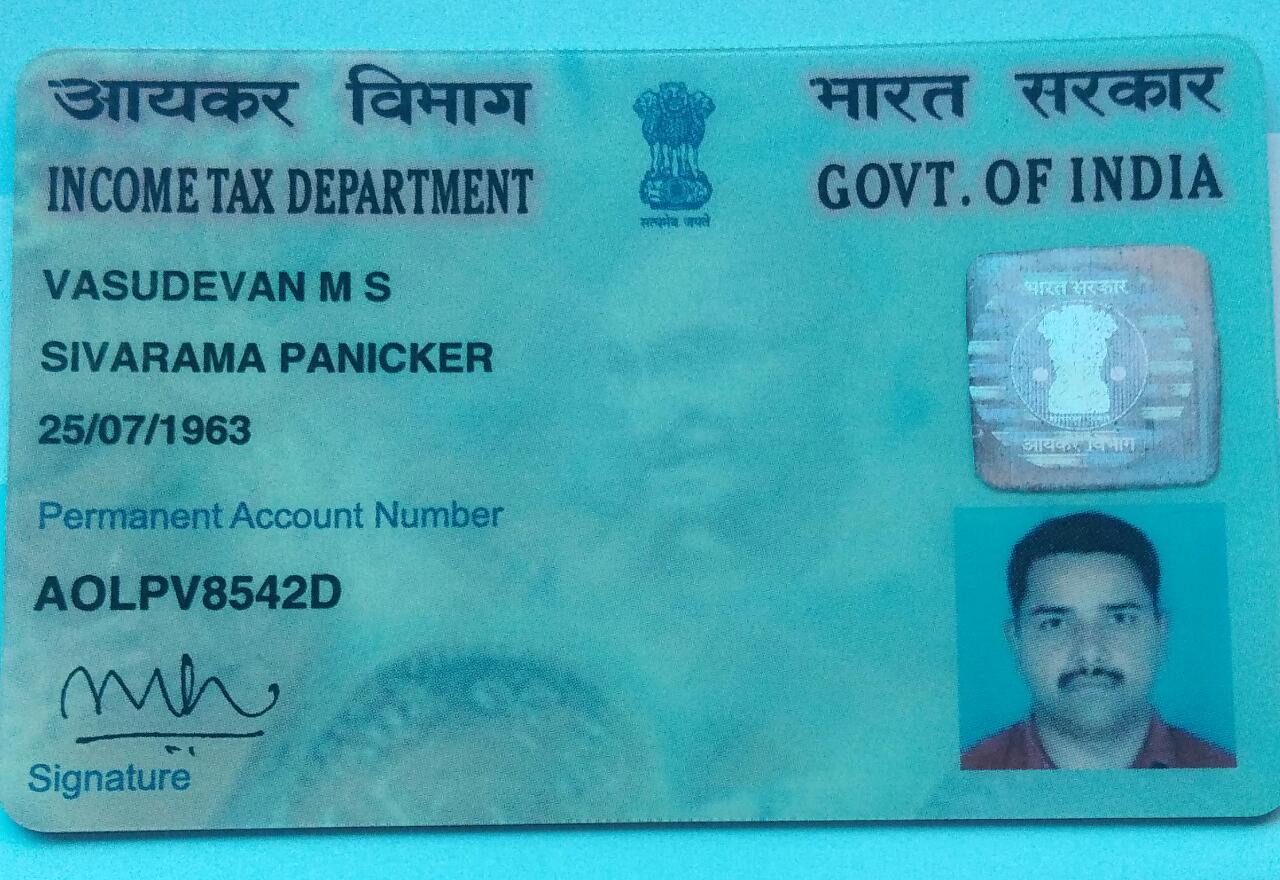 आयकर विभाग
भारत सरकार
INCOME TAX DEPARTMENT
GOVT. OF INDIA
सत्यमेव जयते
VASUDEVAN M S
SIVARAMA PANICKER
25/07/1963
भारत सरकार
आयकर विभाग
Permanent Account Number
AOLPV8542D
Signature